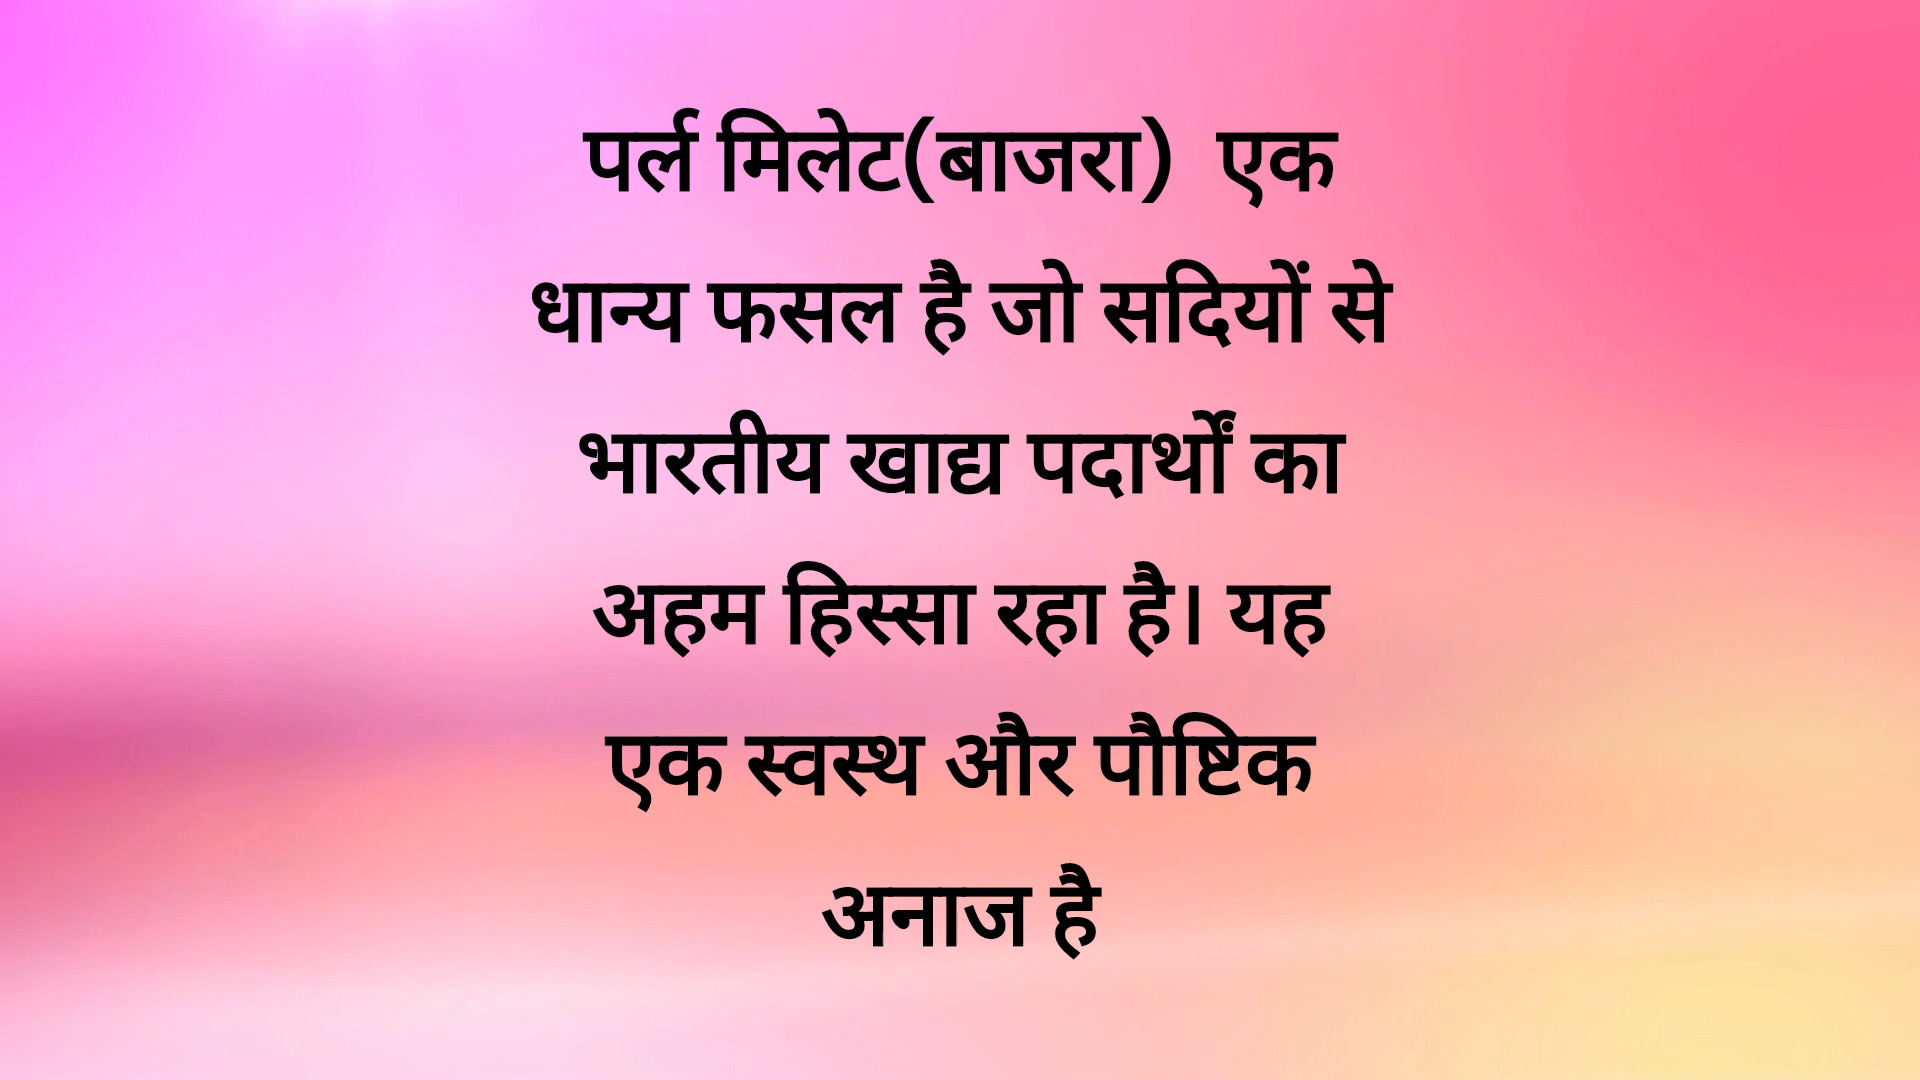 पर्ल मिलेट(बाजरा)  एक
धान्य फसल है जो सदियों से
भारतीय खाद्य पदार्थों का
अहम हिस्सा रहा है। यह
एक स्वस्थ और पौष्टिक
अनाज है